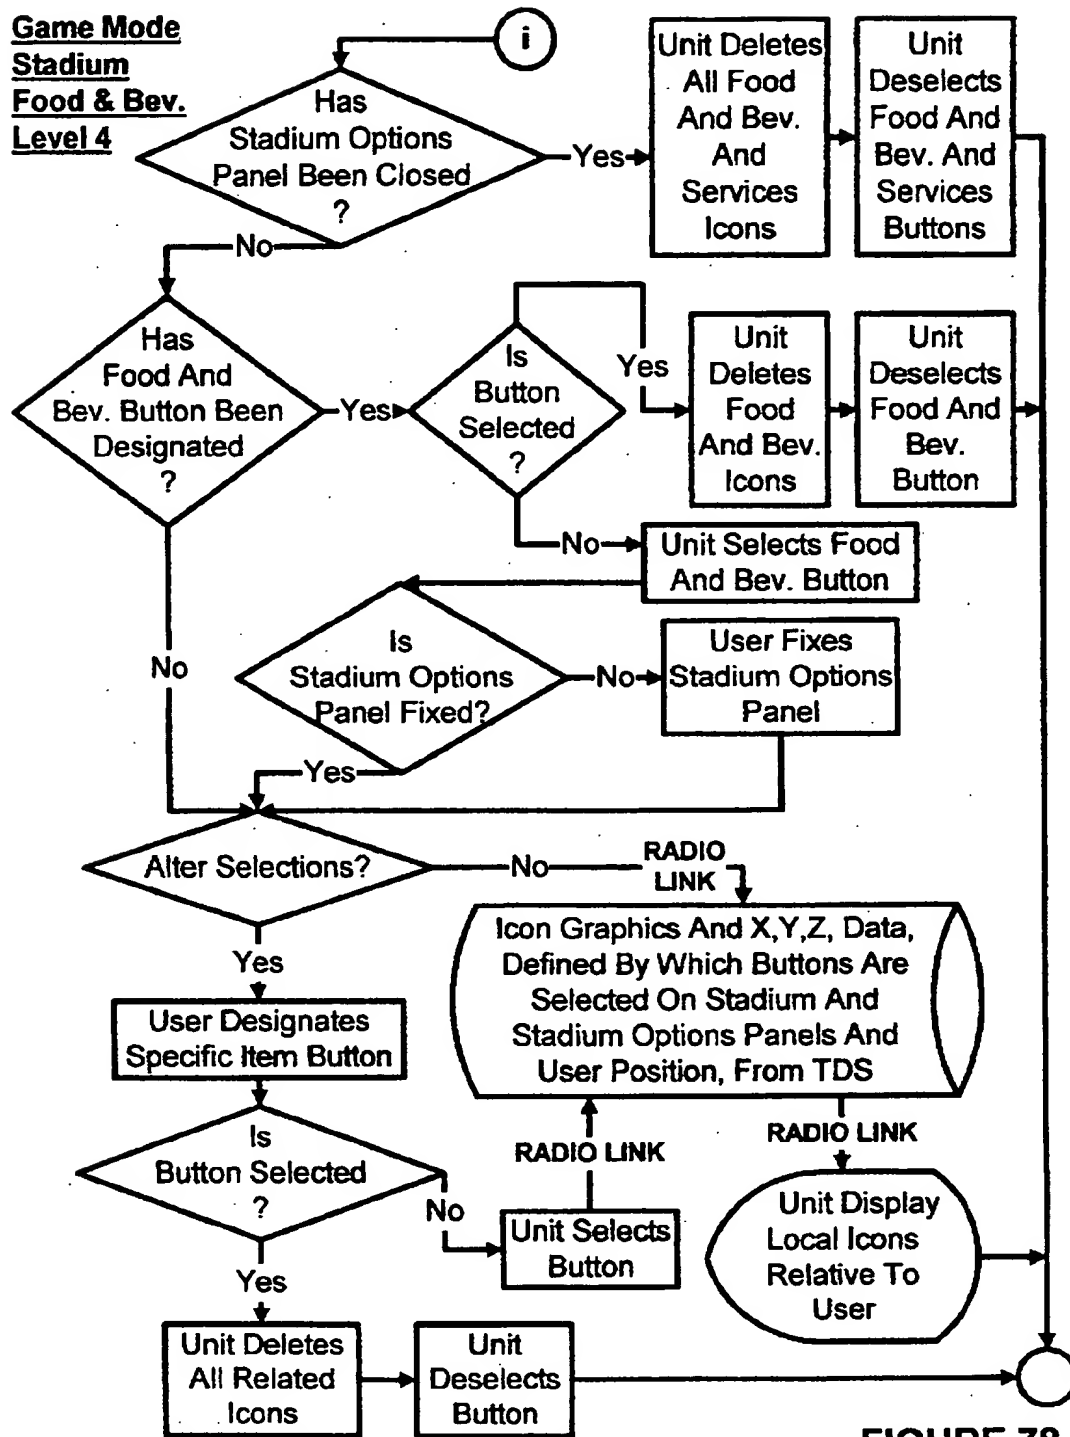 Game Mode
Stadium
Food & Bev.
Level 4
i
Has
Stadium Options
Panel Been Closed
?
Yes
Unit Deletes
All Food
And Bev.
And
Services
Icons
Unit
Deselects
Food And
Bev. And
Services
Buttons
No
Has
Food And
Bev. Button Been
Designated
?
Yes
Is
Button
Selected
?
Yes
Unit
Deletes
Food
And Bev.
Icons
Unit
Deselects
Food And
Bev.
Button
No
Unit Selects Food
And Bev. Button
No
Is
Stadium Options
Panel Fixed?
No
User Fixes
Stadium Options
Panel
Yes
Alter Selections?
No
RADIO
LINK
Icon Graphics And X,Y,Z, Data,
Defined By Which Buttons Are
Selected On Stadium And
Stadium Options Panels And
User Position, From TDS
Yes
User Designates
Specific Item Button
Is
Button Selected
?
No
Unit Selects
Button
RADIO LINK
RADIO LINK
Unit Display
Local Icons
Relative To
User
Yes
Unit Deletes
All Related
Icons
Unit
Deselects
Button
FIGURE 78